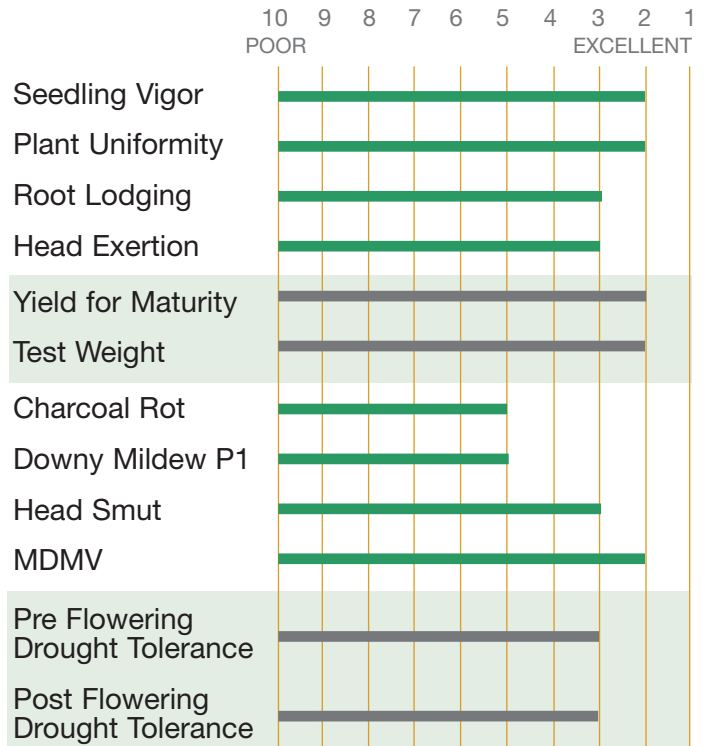 10 9 8 7 6 5 4 3 2 1
POOR EXCELLENT
Seedling Vigor
Plant Uniformity
Root Lodging
Head Exertion
Yield for Maturity
Test Weight
Charcoal Rot
Downy Mildew P1
Head Smut
MDMV
Pre Flowering
Drought Tolerance
Post Flowering
Drought Tolerance